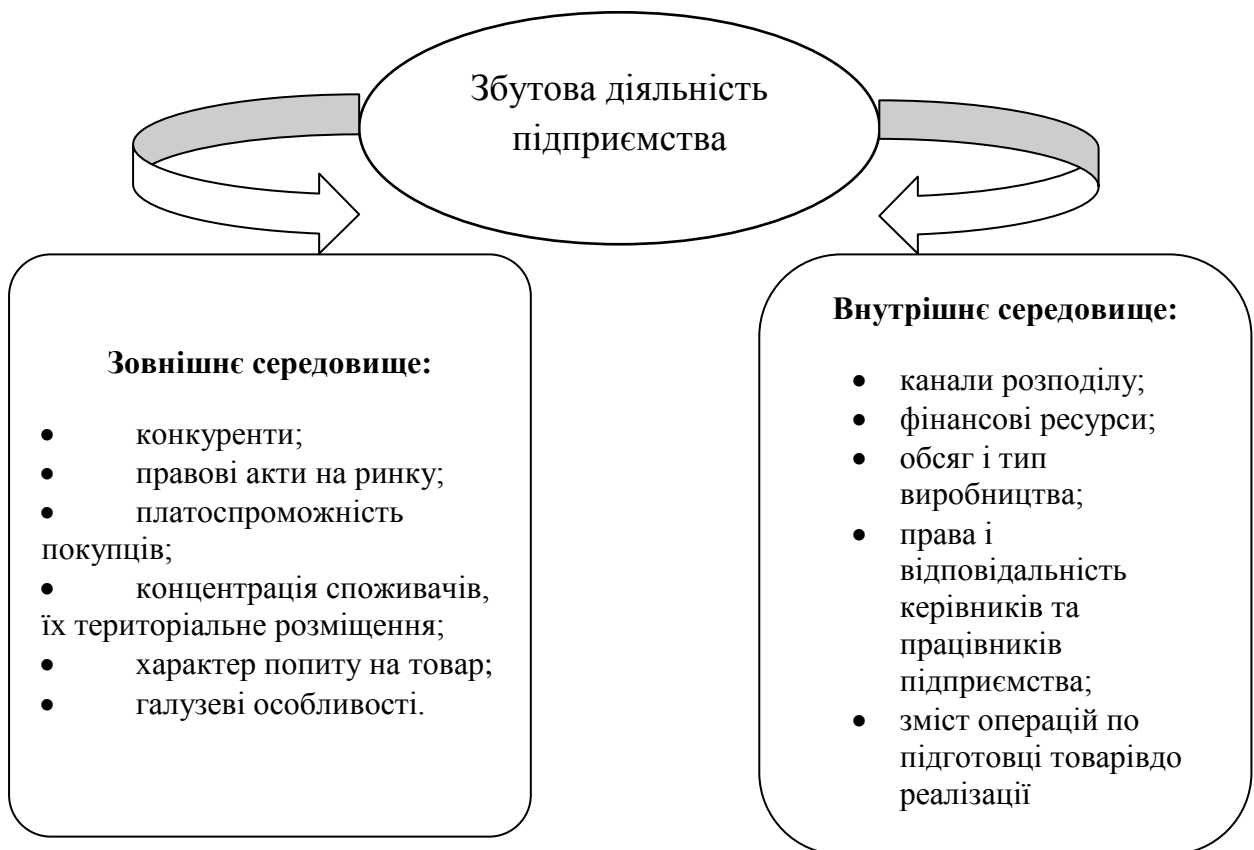 Збутова діяльність
підприємства
Зовнішнє середовище:
• конкуренти;
• правові акти на ринку;
• платоспроможність
покупців;
• концентрація споживачів,
їх територіальне розміщення;
• характер попиту на товар;
• галузеві особливості.
Внутрішнє середовище:
• канали розподілу;
• фінансові ресурси;
• обсяг і тип
виробництва;
• права і
відповідальність
керівників та
працівників
підприємства;
• зміст операцій по
підготовці товарівдо
реалізації